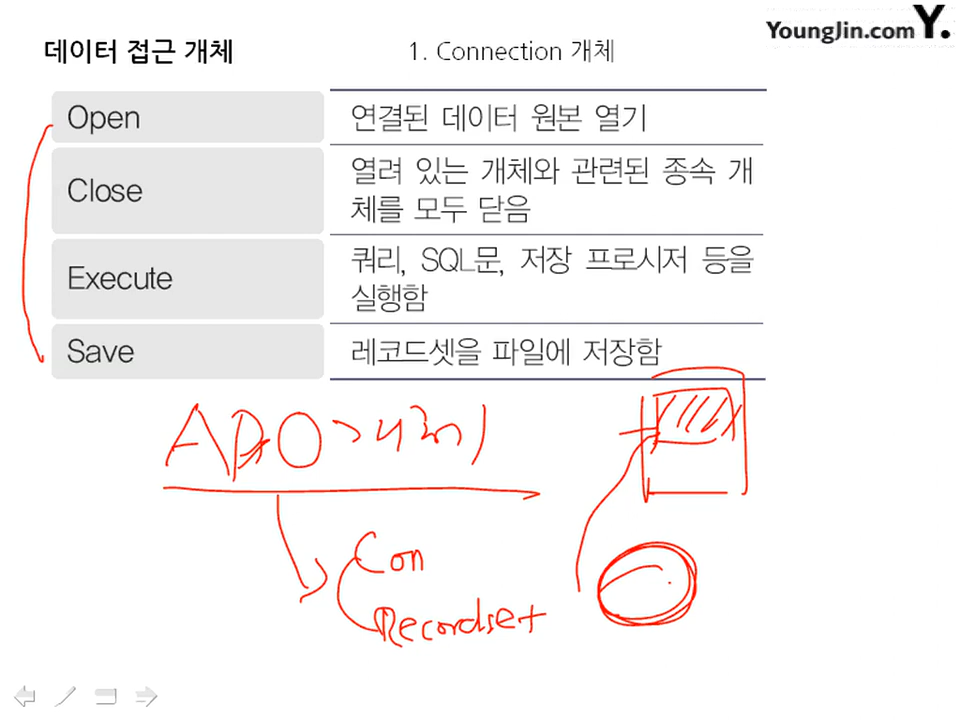 YoungJin.com Y.
데이터 접근 개체
1. Connection 개체
Open
연결된 데이터 원본 열기
Close
열려 있는 개체와 관련된 종속 개
체를 모두 닫음
Execute
쿼리, SQL문, 저장 프로시저 등을
실행함
Save
레코드셋을 파일에 저장함
ADO 개체
Con
Recordset